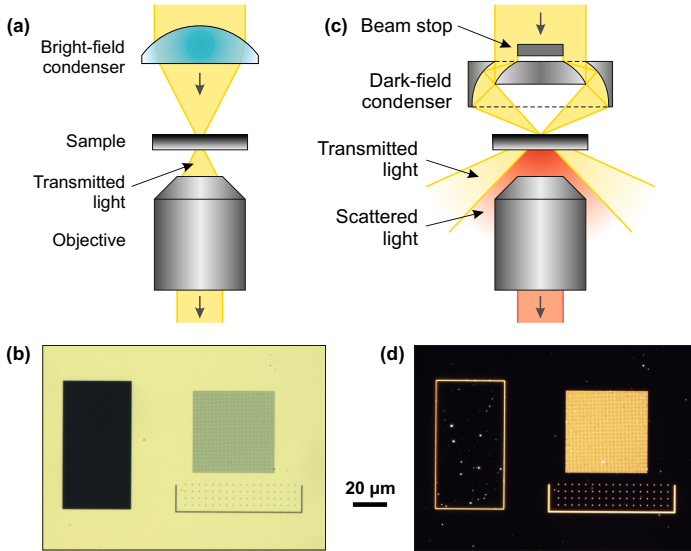 (a)
Bright-field
condenser
Sample
Transmitted
light
Objective
(c)
Beam stop
Dark-field
condenser
Transmitted
light
Scattered
light
(b)
20 µm
(d)